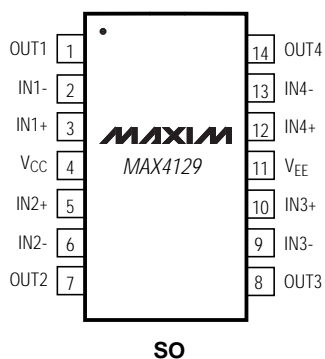 OUT1 1 14 OUT4
IN1- 2 13 IN4-
IN1+ 3 12 IN4+
MAXIM
VCC 4 MAX4129 11 VEE
IN2+ 5 10 IN3+
IN2- 6 9 IN3-
OUT2 7 8 OUT3
SO